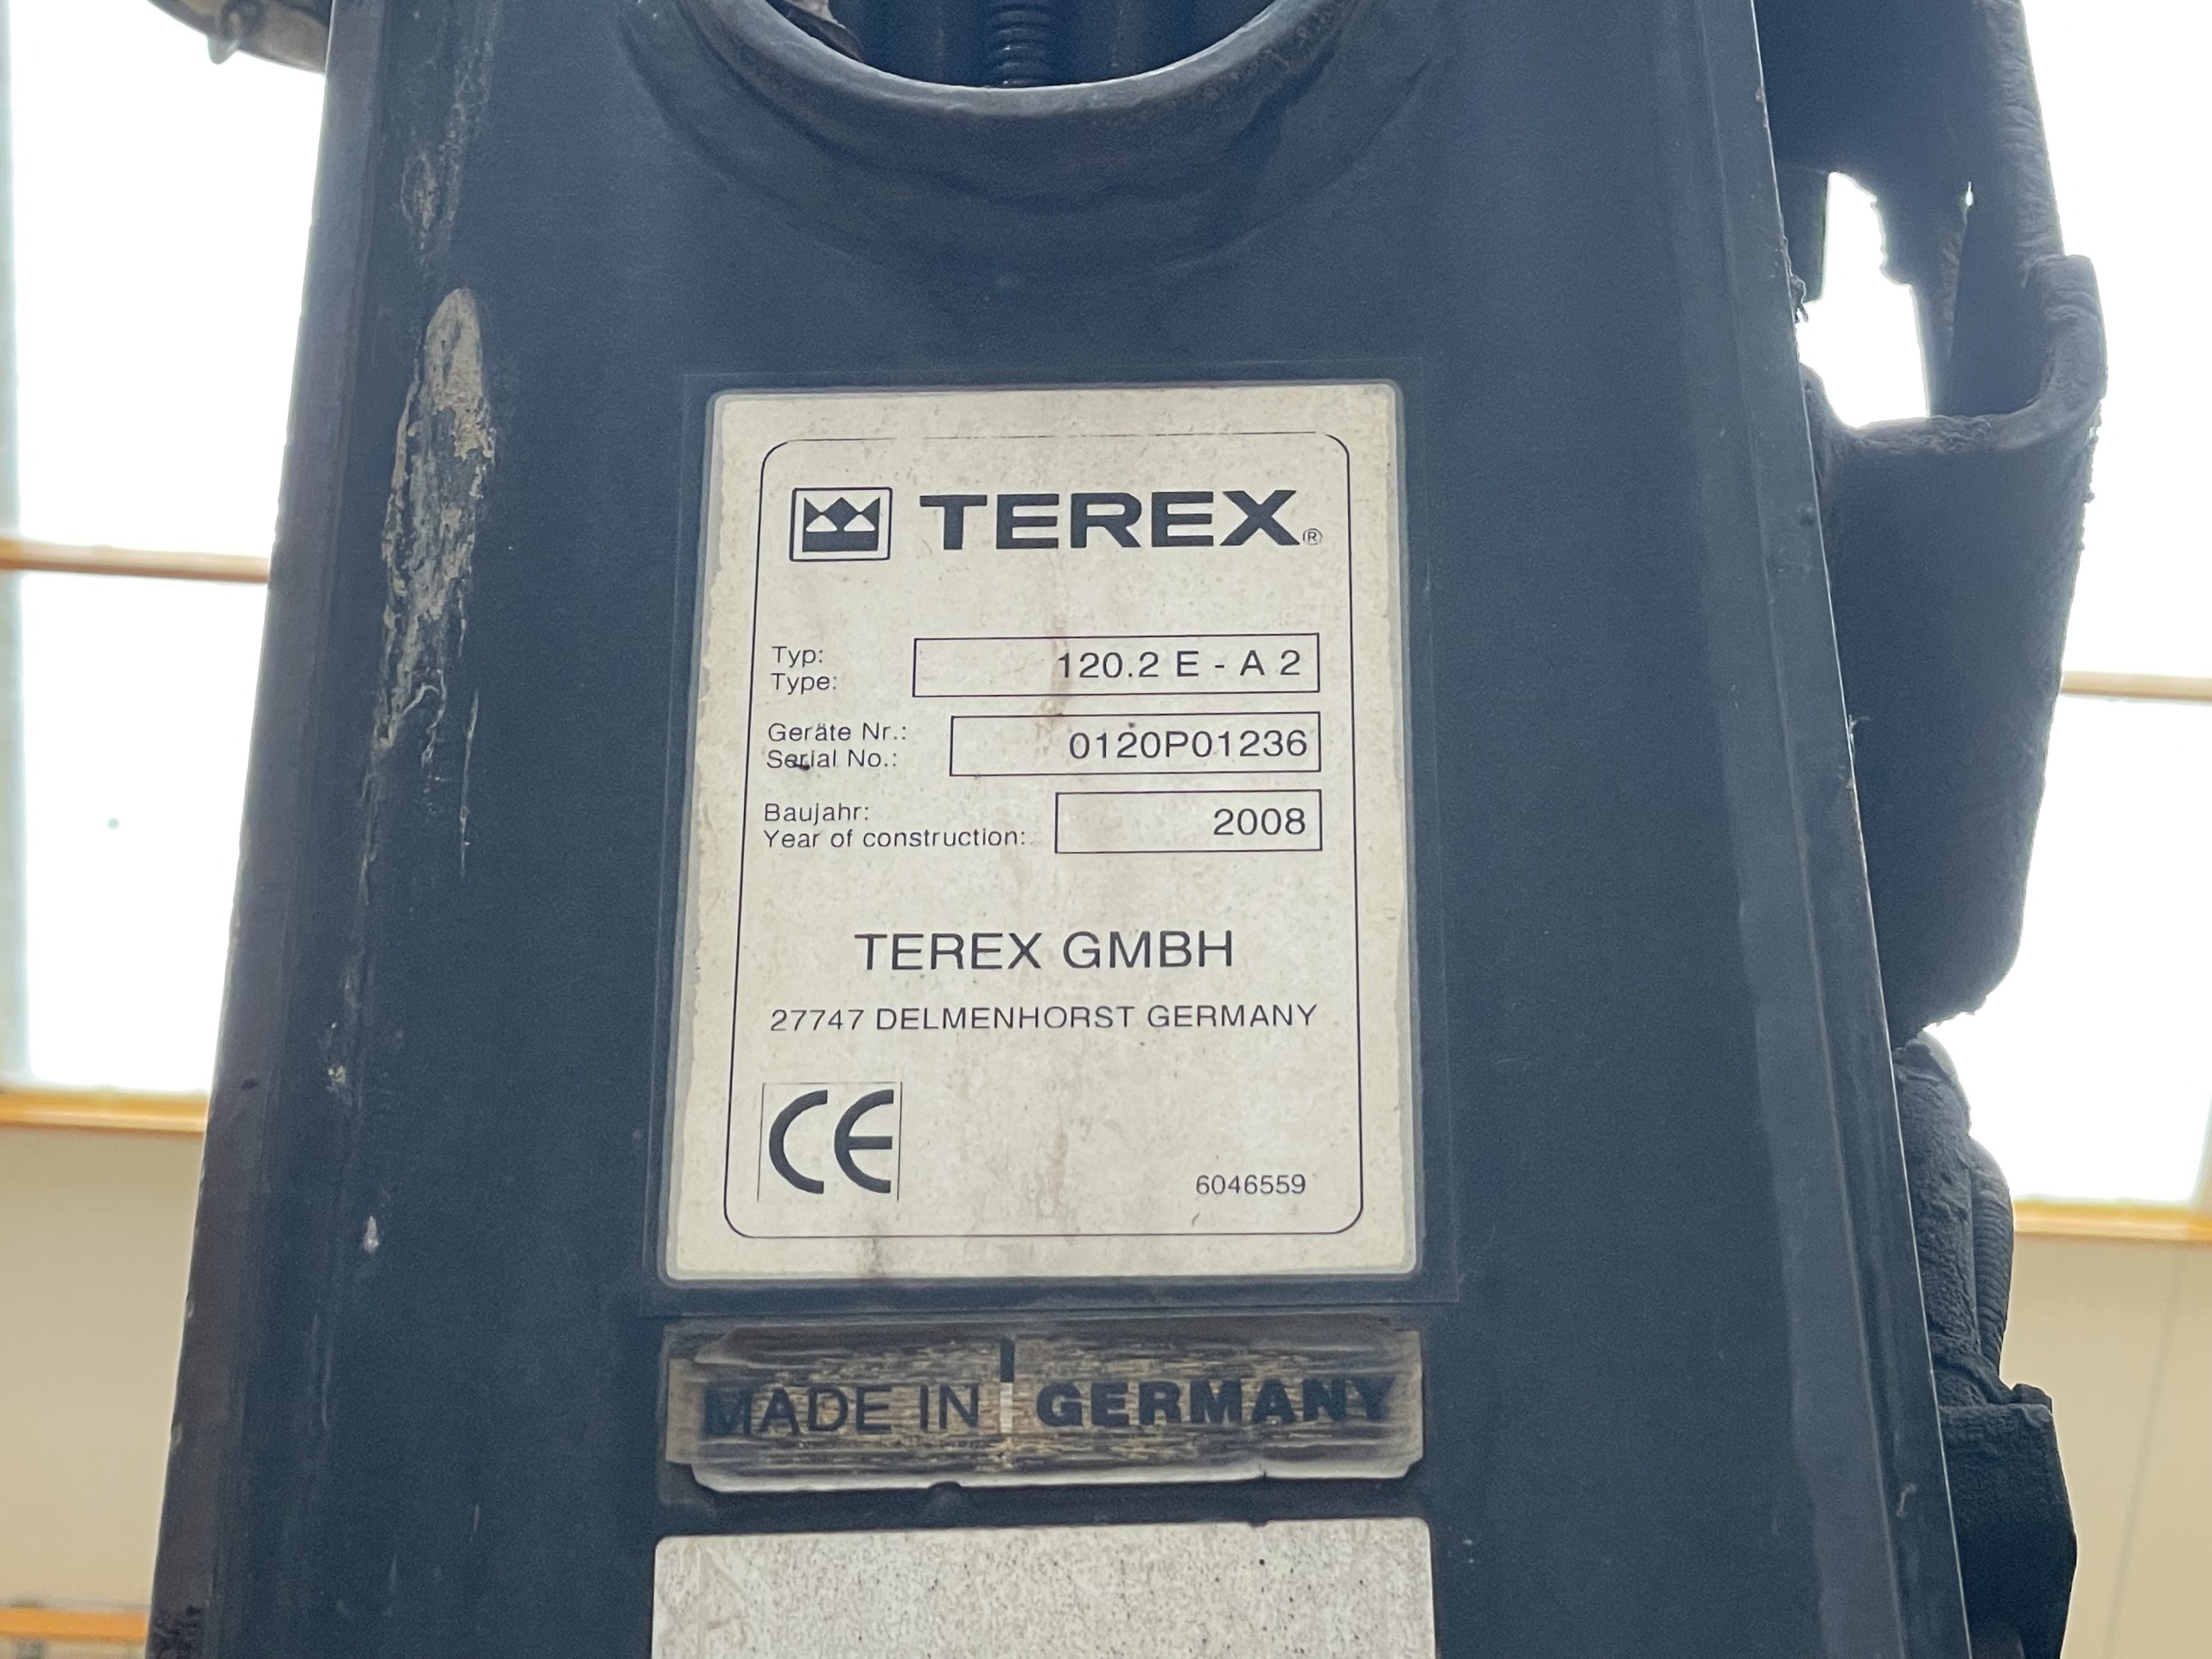 TEREX®
Typ:
Type:
120.2 E - A 2
Geräte Nr.:
Serial No.:
0120P01236
Baujahr:
Year of construction:
2008
TEREX GMBH
27747 DELMENHORST GERMANY
CE
6046559
MADE IN GERMANY